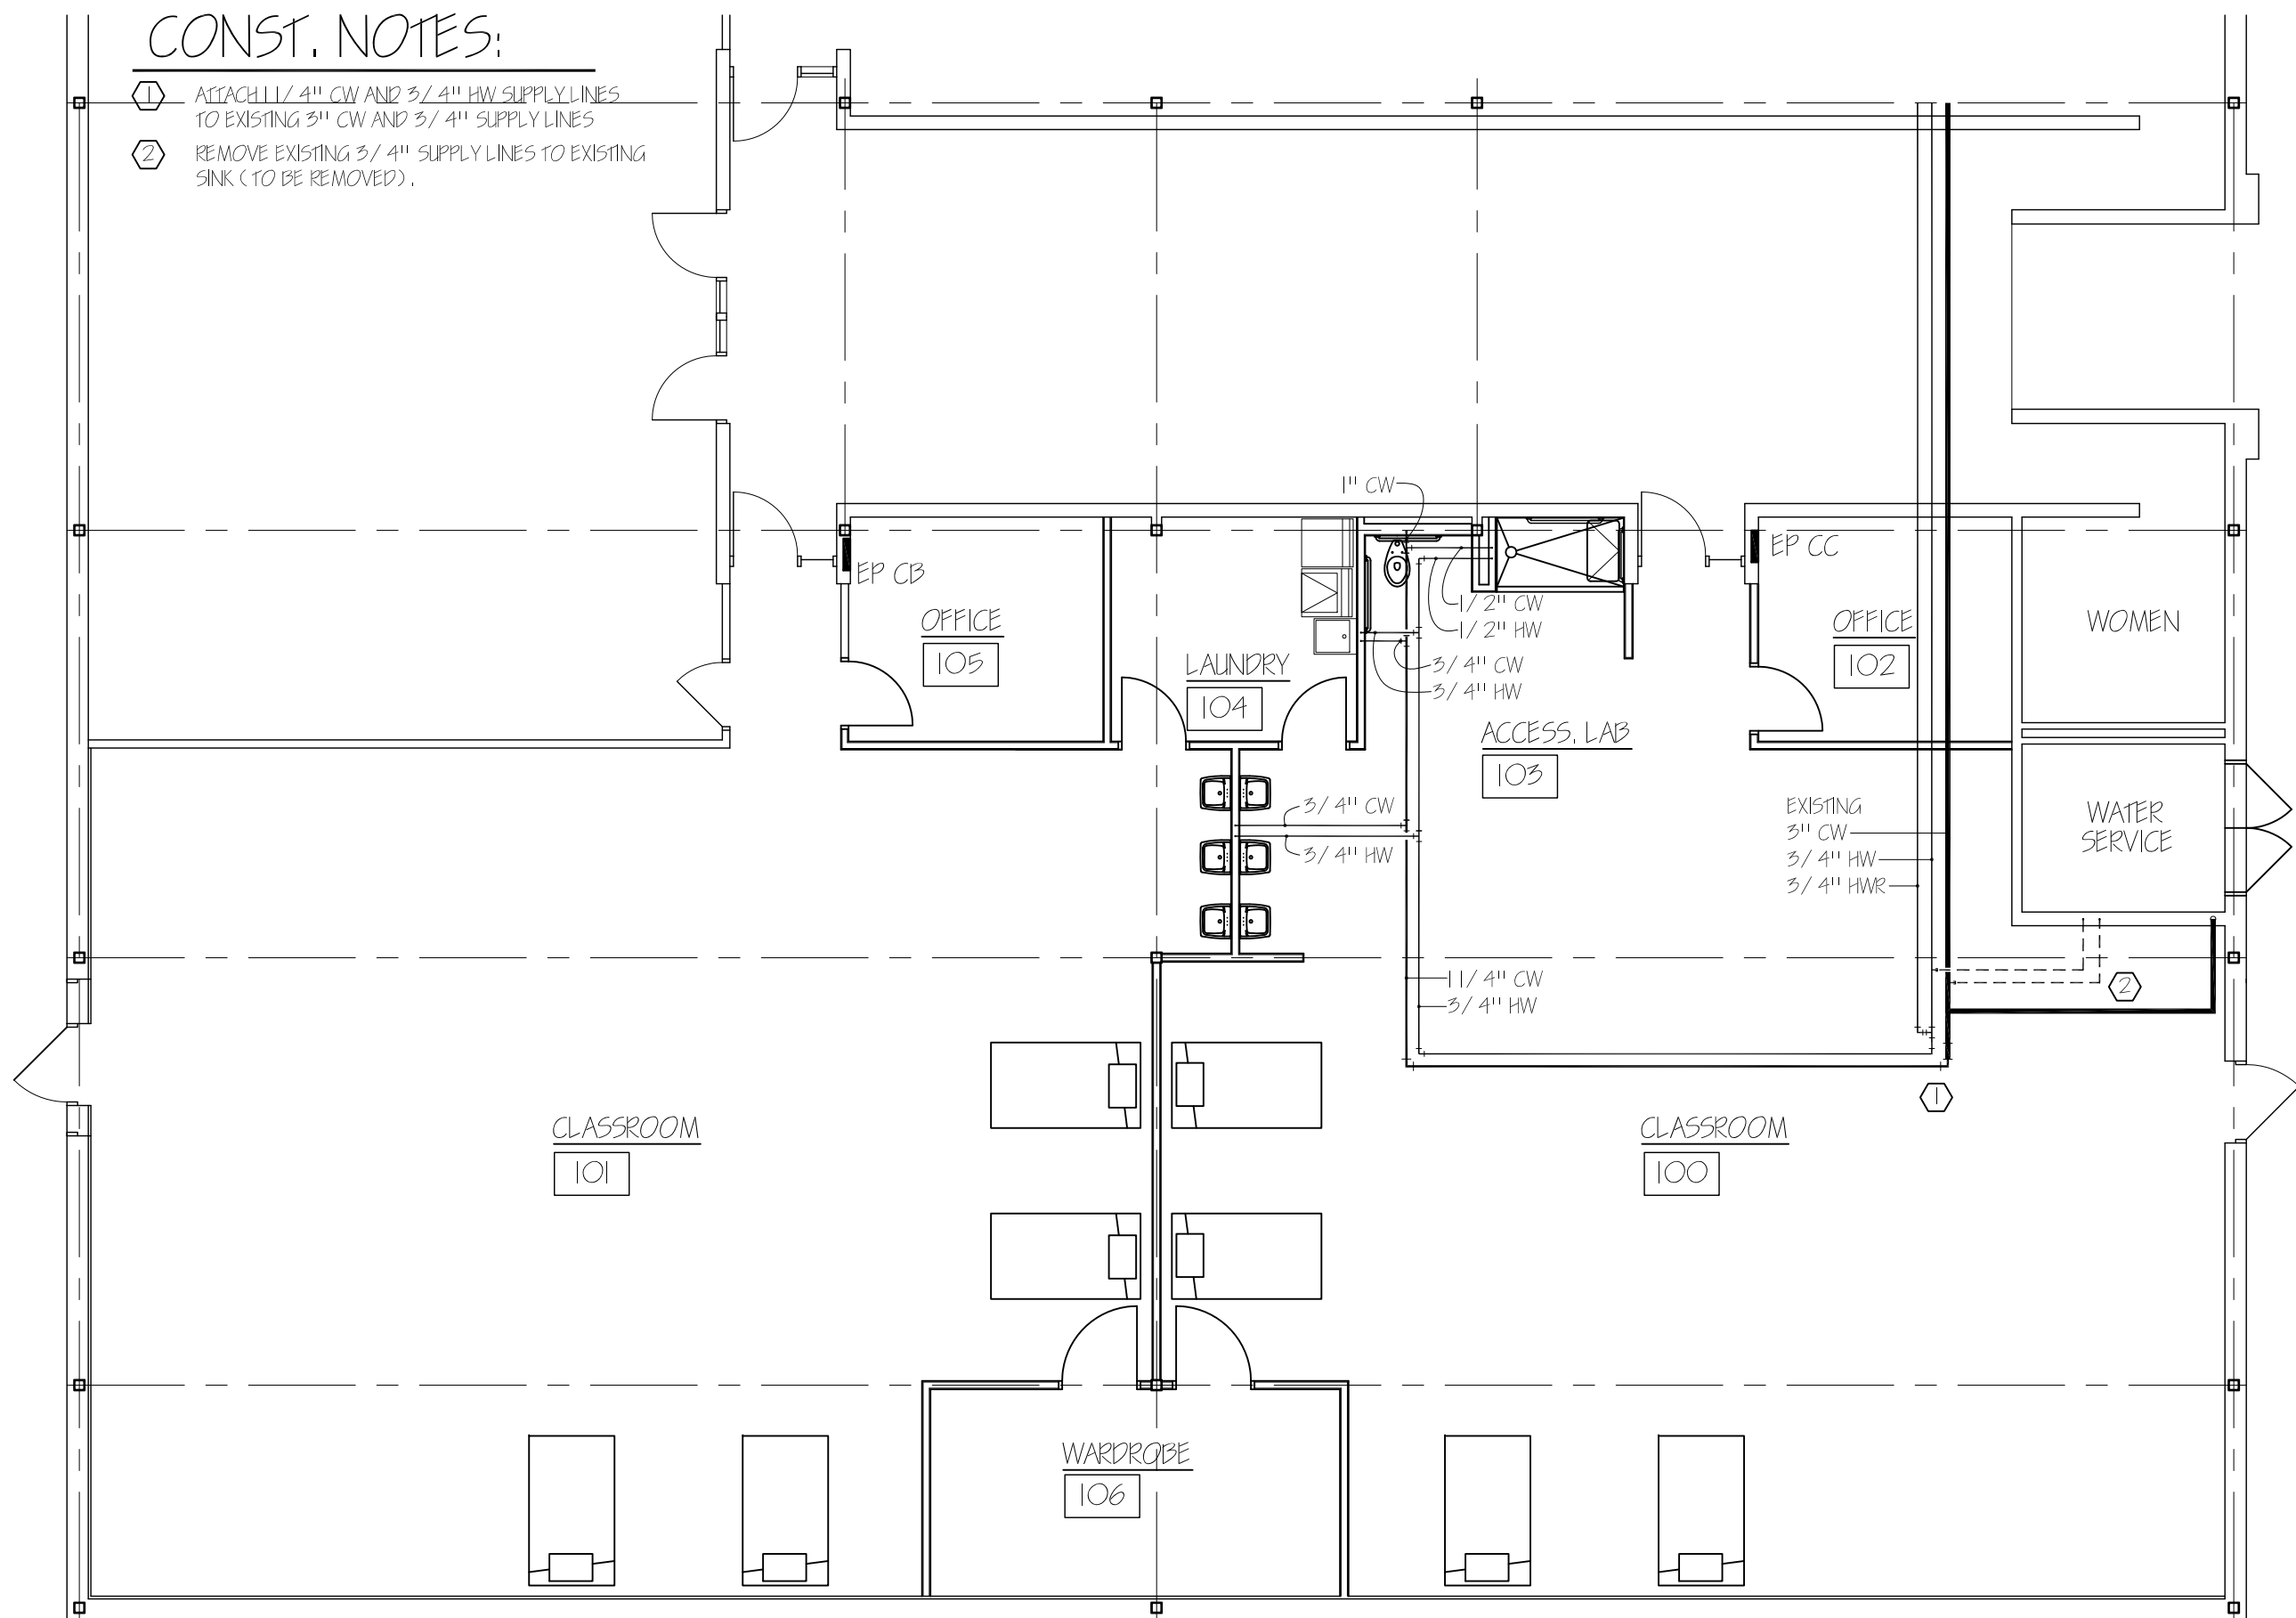 CONST. NOTES:
1 ATTACH 1 1/4" CW AND 3/4" HW SUPPLY LINES
TO EXISTING 3" CW AND 3/4" SUPPLY LINES
2 REMOVE EXISTING 3/4" SUPPLY LINES TO EXISTING
SINK (TO BE REMOVED).
1" CW
EP CB
EP CC
OFFICE
105
LAUNDRY
104
1/2" CW
1/2" HW
3/4" CW
3/4" HW
OFFICE
102
WOMEN
ACCESS. LAB
103
3/4" CW
3/4" HW
EXISTING
3" CW
3/4" HW
3/4" HWR
WATER
SERVICE
1 1/4" CW
3/4" HW
2
1
CLASSROOM
101
CLASSROOM
100
WARDROBE
106